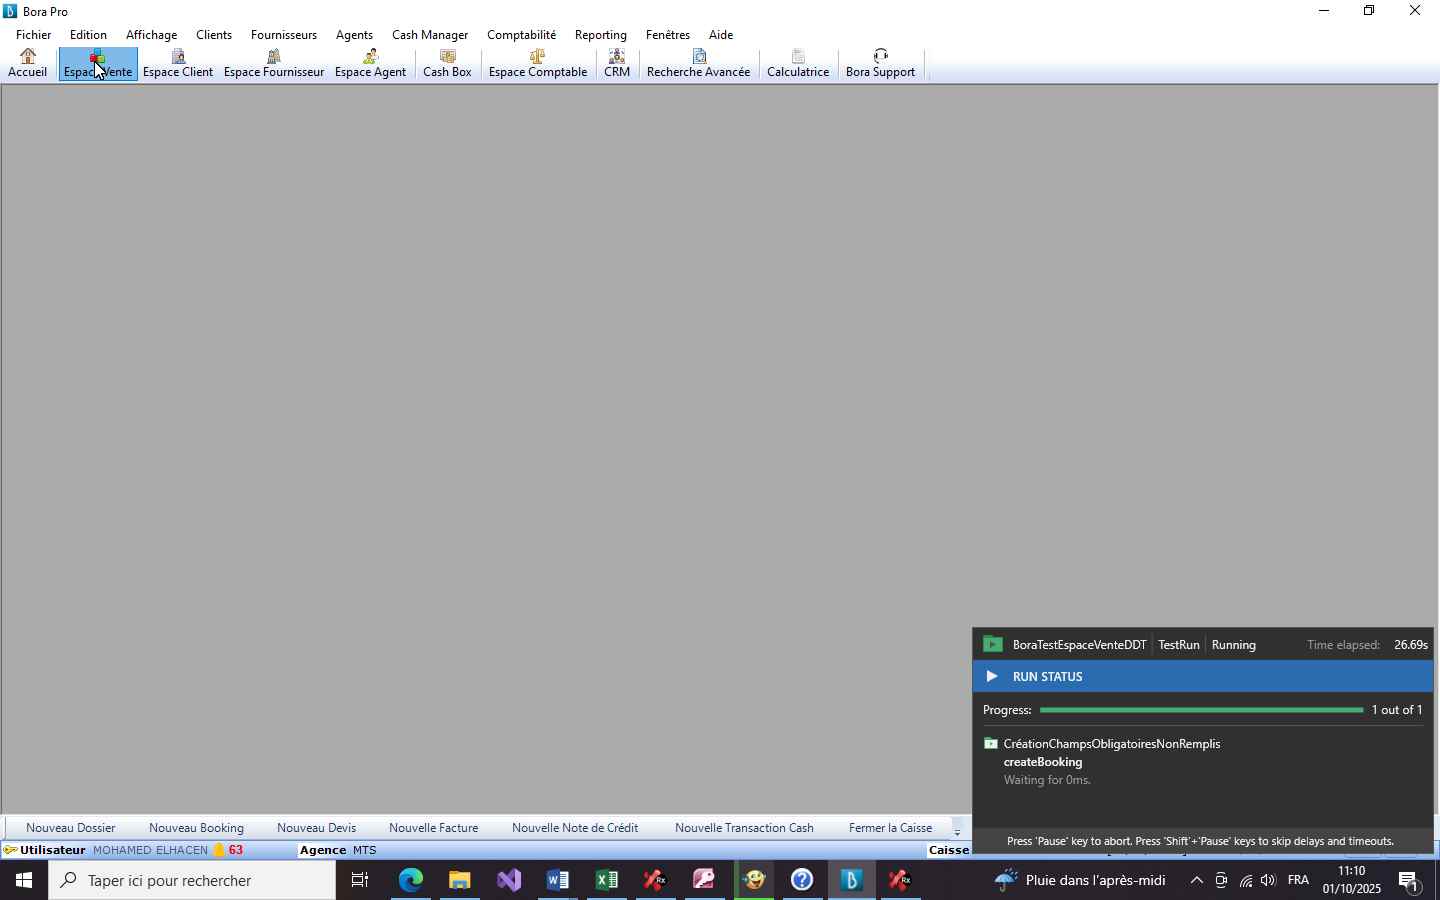 Bora Pro
Fichier Edition Affichage Clients Fournisseurs Agents Cash Manager Comptabilité Reporting Fenêtres Aide
Accueil Espace Vente Espace Client Espace Fournisseur Espace Agent Cash Box Espace Comptable CRM Recherche Avancée Calculatrice Bora Support
BoraTestEspaceVenteDDT TestRun Running Time elapsed: 26.69s
RUN STATUS
Progress: 1 out of 1
CréationChampsObligatoiresNonRemplis
createBooking
Waiting for 0ms.
Press 'Pause' key to abort. Press 'Shift'+'Pause' keys to skip delays and timeouts.
Nouveau Dossier Nouveau Booking Nouveau Devis Nouvelle Facture Nouvelle Note de Crédit Nouvelle Transaction Cash Fermer la Caisse
Utilisateur MOHAMED ELHACEN 63 Agence MTS Caisse
Taper ici pour rechercher
Pluie dans l'après-midi
FRA
11:10
01/10/2025
1